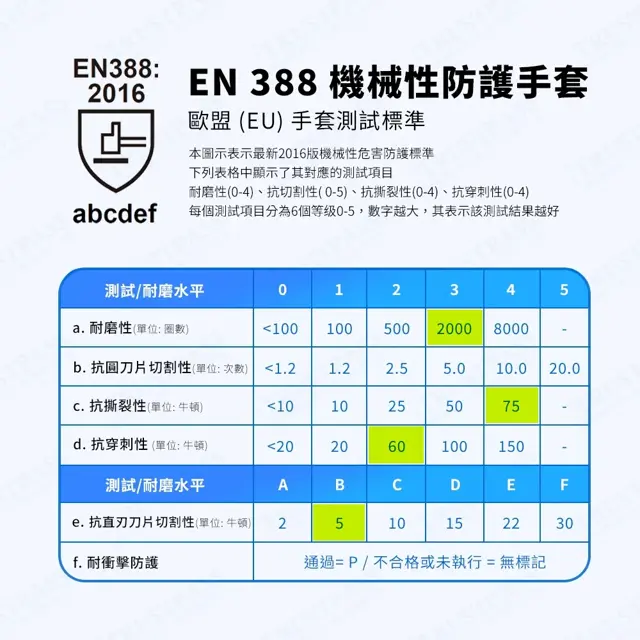 EN388:
2016
abcdef
EN 388 機械性防護手套
歐盟 (EU) 手套測試標準
本圖示表示最新2016版機械性危害防護標準
下列表格中顯示了其對應的測試項目
耐磨性(0-4)、抗切割性( 0-5)、抗撕裂性(0-4)、抗穿刺性(0-4)
每個測試項目分為6個等级0-5，數字越大，其表示該測試結果越好
測試/耐磨水平 0 1 2 3 4 5
a. 耐磨性(單位: 圈數) <100 100 500 2000 8000 -
b. 抗圓刀片切割性(單位: 次數) <1.2 1.2 2.5 5.0 10.0 20.0
c. 抗撕裂性(單位: 牛頓) <10 10 25 50 75 -
d. 抗穿刺性 (單位: 牛頓) <20 20 60 100 150 -
測試/耐磨水平 A B C D E F
e. 抗直刃刀片切割性(單位: 牛頓) 2 5 10 15 22 30
f. 耐衝擊防護 通過= P / 不合格或未執行 = 無標記